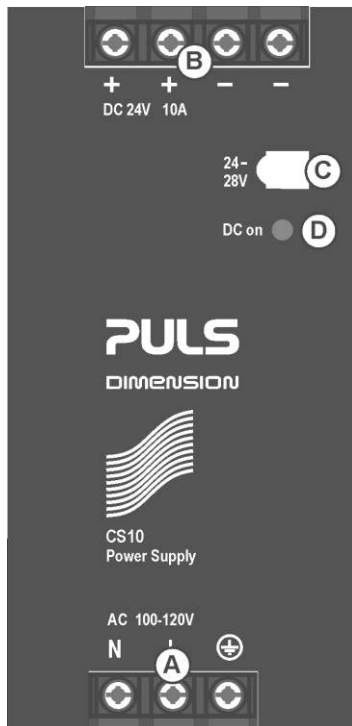 B
+ + − −
DC 24V 10A
24–
28V
C
DC on
D
PULS
DIMENSION
CS10
Power Supply
AC 100-120V
N
A